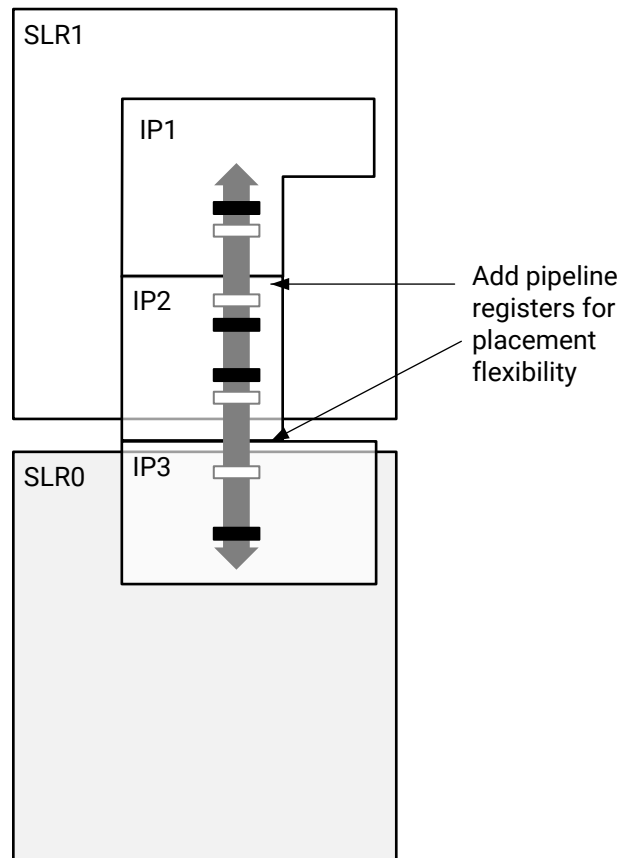 SLR1
IP1
IP2
Add pipeline
registers for
placement
flexibility
IP3
SLR0